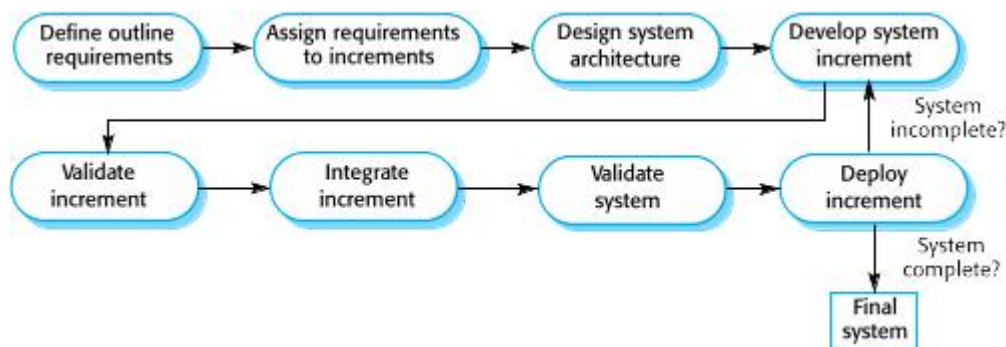 Define outline
requirements
Assign requirements
to increments
Design system
architecture
Develop system
increment
System
incomplete?
Validate
increment
Integrate
increment
Validate
system
Deploy
increment
System
complete?
Final
system